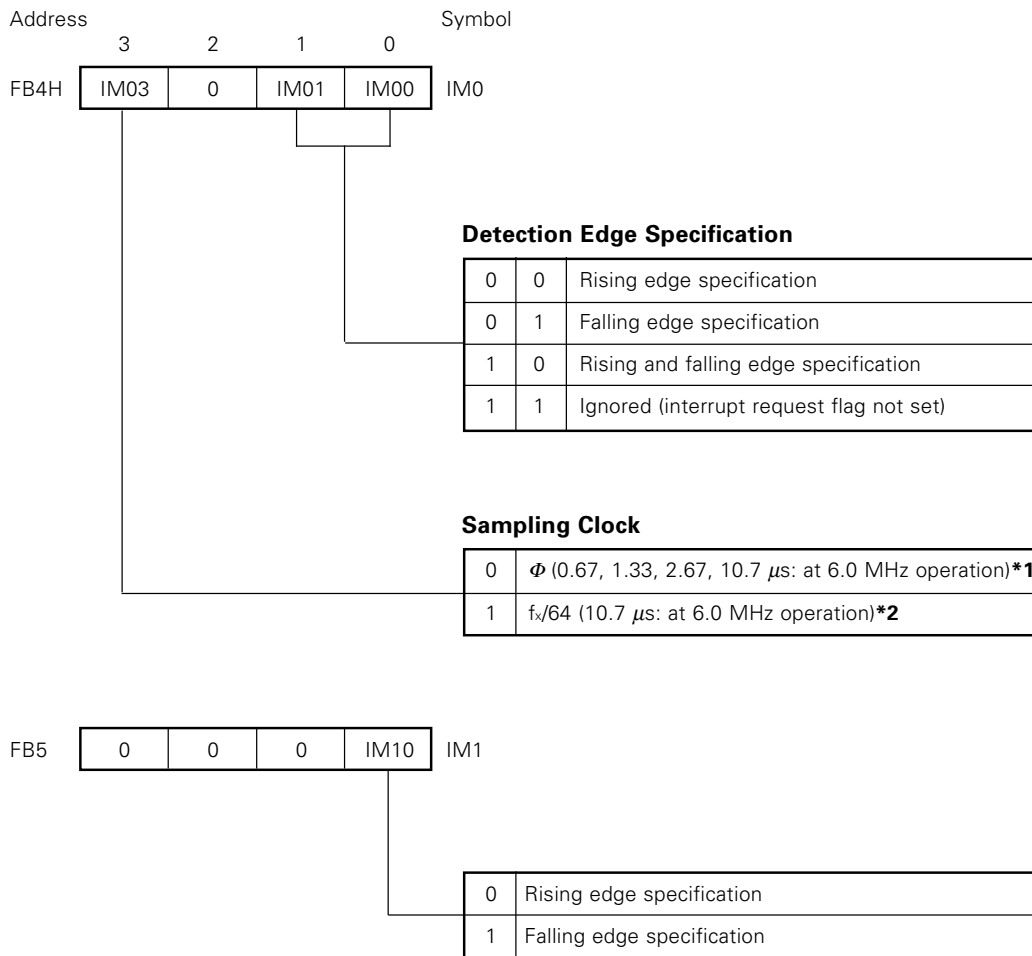 Address Symbol
3 2 1 0
FB4H IM03 0 IM01 IM00 IM0
Detection Edge Specification
0 0 Rising edge specification
0 1 Falling edge specification
1 0 Rising and falling edge specification
1 1 Ignored (interrupt request flag not set)
Sampling Clock
0 Φ (0.67, 1.33, 2.67, 10.7 μs: at 6.0 MHz operation)*1
1 fx/64 (10.7 μs: at 6.0 MHz operation)*2
FB5 0 0 0 IM10 IM1
0 Rising edge specification
1 Falling edge specification